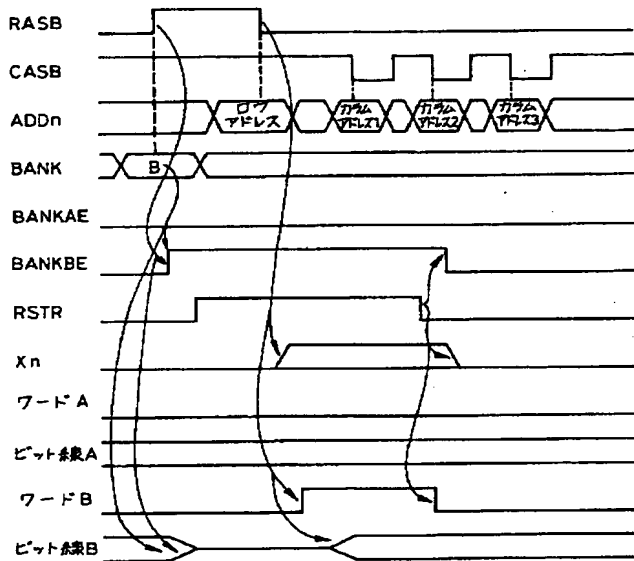 RASB
CASB
ADDn
ロウ
アドレス
カラム
アドレス1
カラム
アドレス2
カラム
アドレス3
BANK
B
BANKAE
BANKBE
RSTR
Xn
ワードA
ビット線A
ワードB
ビット線B